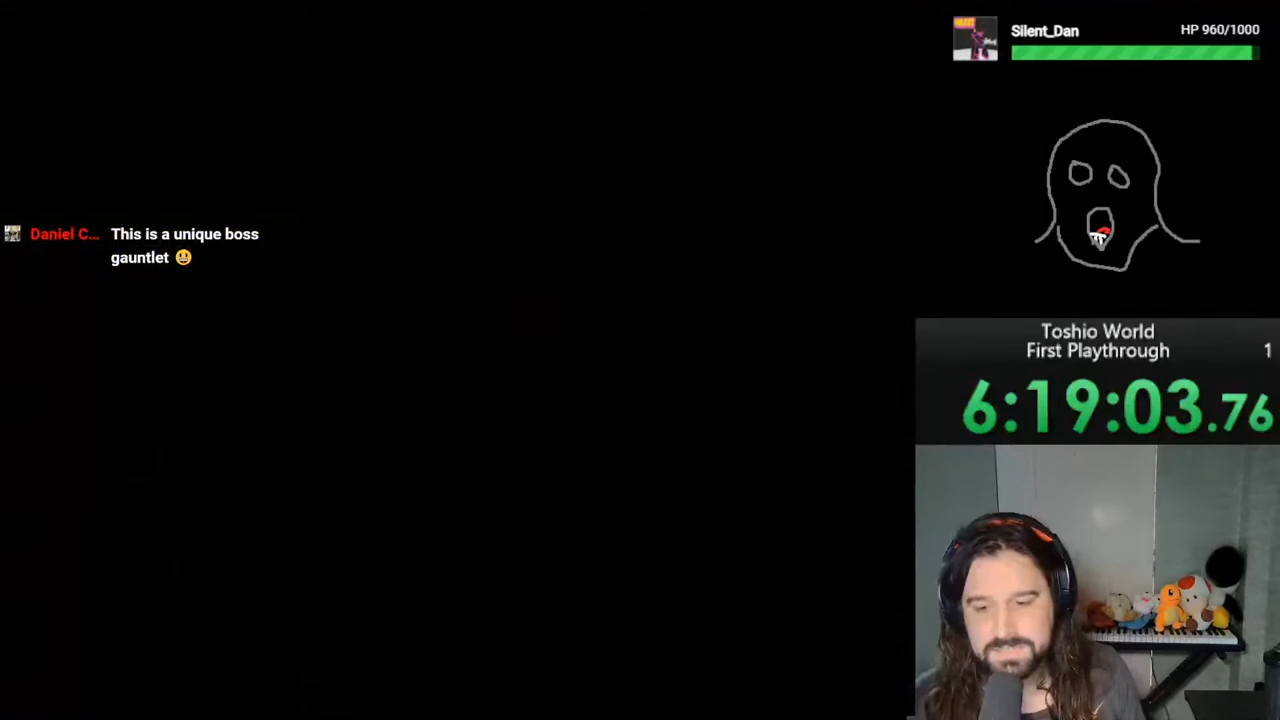 Silent_Dan HP 960/1000
Daniel C... This is a unique boss
gauntlet 😀
Toshio World
First Playthrough 1
6:19:03.76